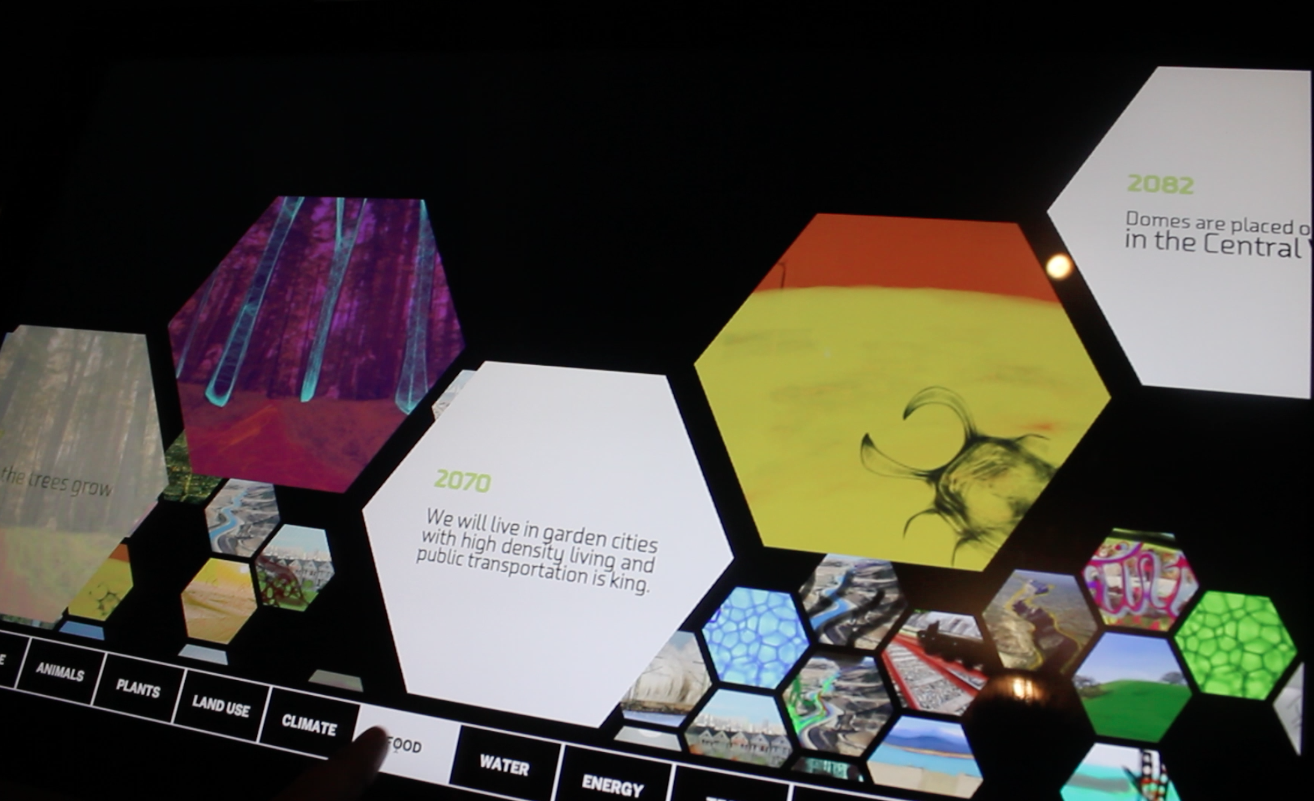 2082
Domes are placed o
in the Central
the trees grow
2070
We will live in garden cities
with high density living and
public transportation is king.
E
ANIMALS
PLANTS
LAND USE
CLIMATE
FOOD
WATER
ENERGY